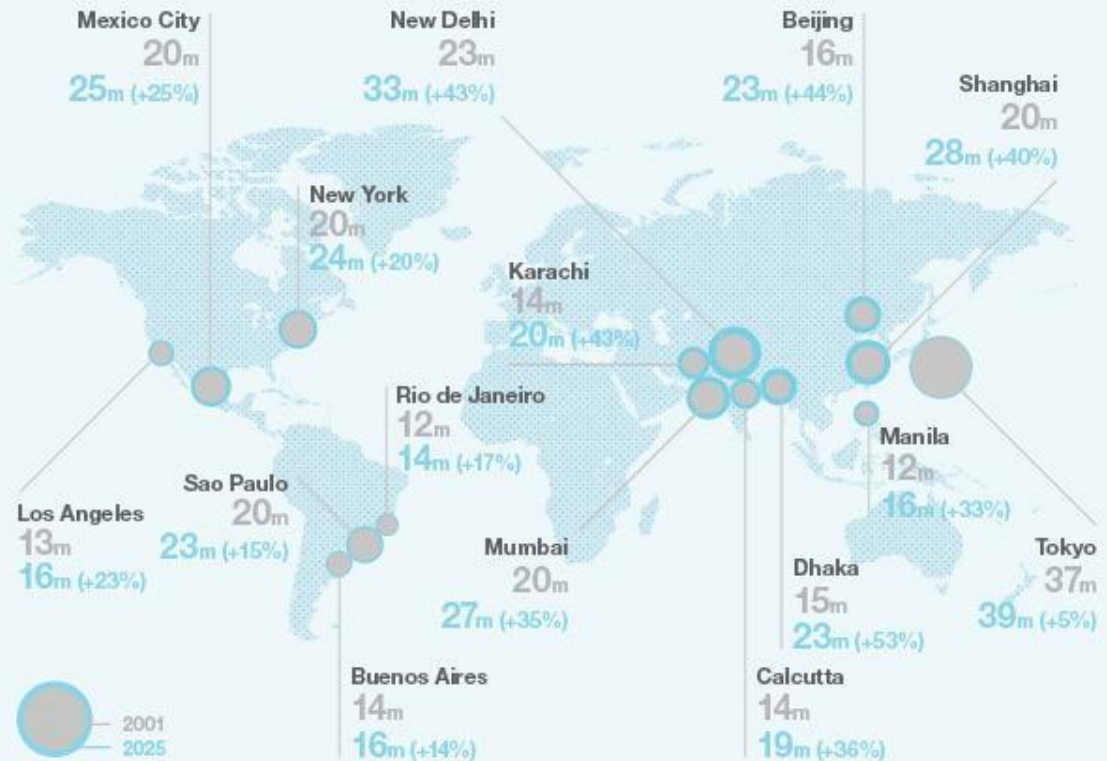 Mexico City
20m
25m (+25%)
New Delhi
23m
33m (+43%)
Beijing
16m
23m (+44%)
Shanghai
20m
28m (+40%)
New York
20m
24m (+20%)
Karachi
14m
20m (+43%)
Rio de Janeiro
12m
14m (+17%)
Manila
12m
16m (+33%)
Sao Paulo
20m
23m (+15%)
Los Angeles
13m
16m (+23%)
Mumbai
20m
27m (+35%)
Dhaka
15m
23m (+53%)
Tokyo
37m
39m (+5%)
Buenos Aires
14m
16m (+14%)
Calcutta
14m
19m (+36%)
2001
2025